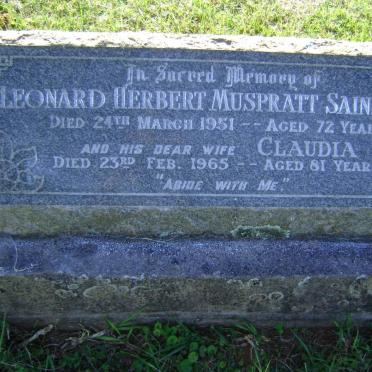 In Sacred Memory of
LEONARD HERBERT MUSPRATT SAIN
DIED 24TH MARCH 1951 -- AGED 72 YEA
AND HIS DEAR WIFE CLAUDIA
DIED 23RD FEB. 1965 -- AGED 81 YEAR
"ABIDE WITH ME"